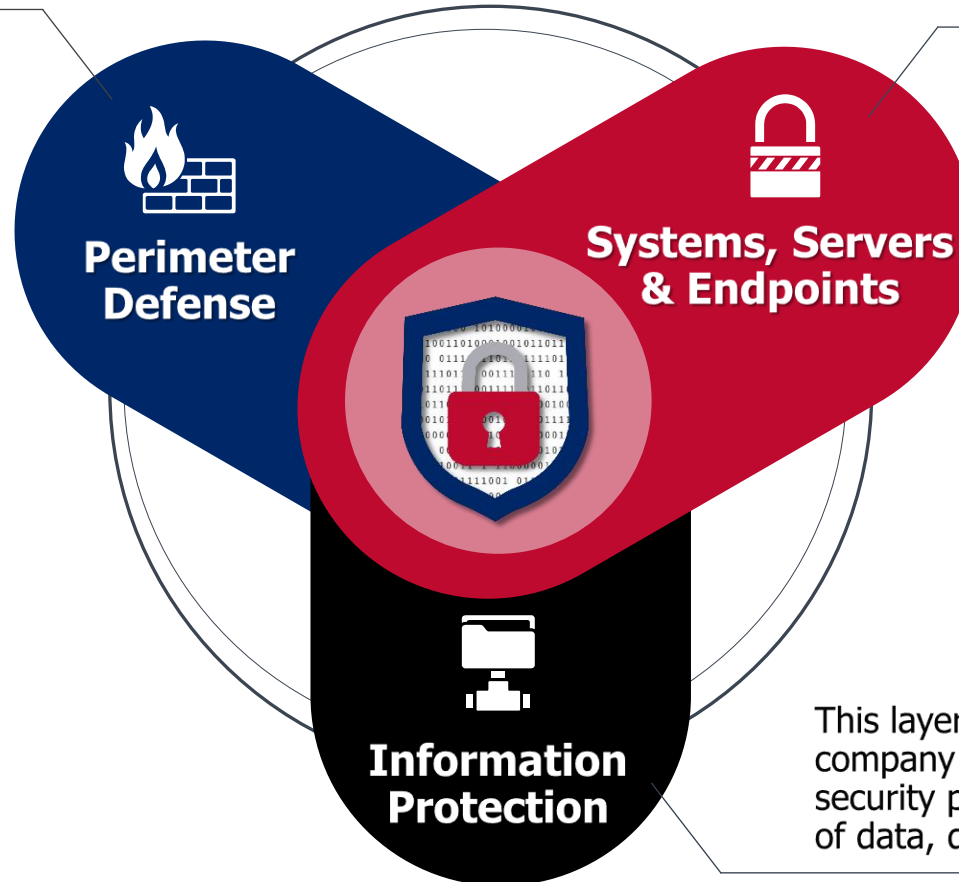 Perimeter
Defense
Systems, Servers
& Endpoints
Information
Protection
This layer
company
security
of data,